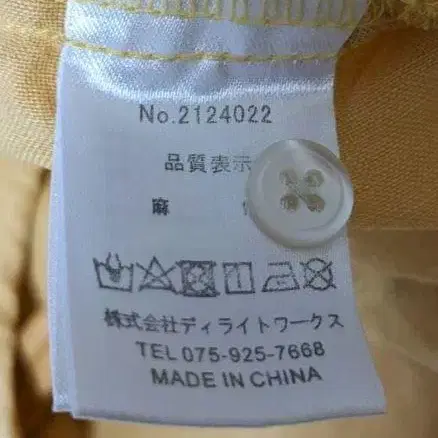 No.2124022
品質表示
麻
株式会社ディライトワークス
TEL 075-925-7668
MADE IN CHINA